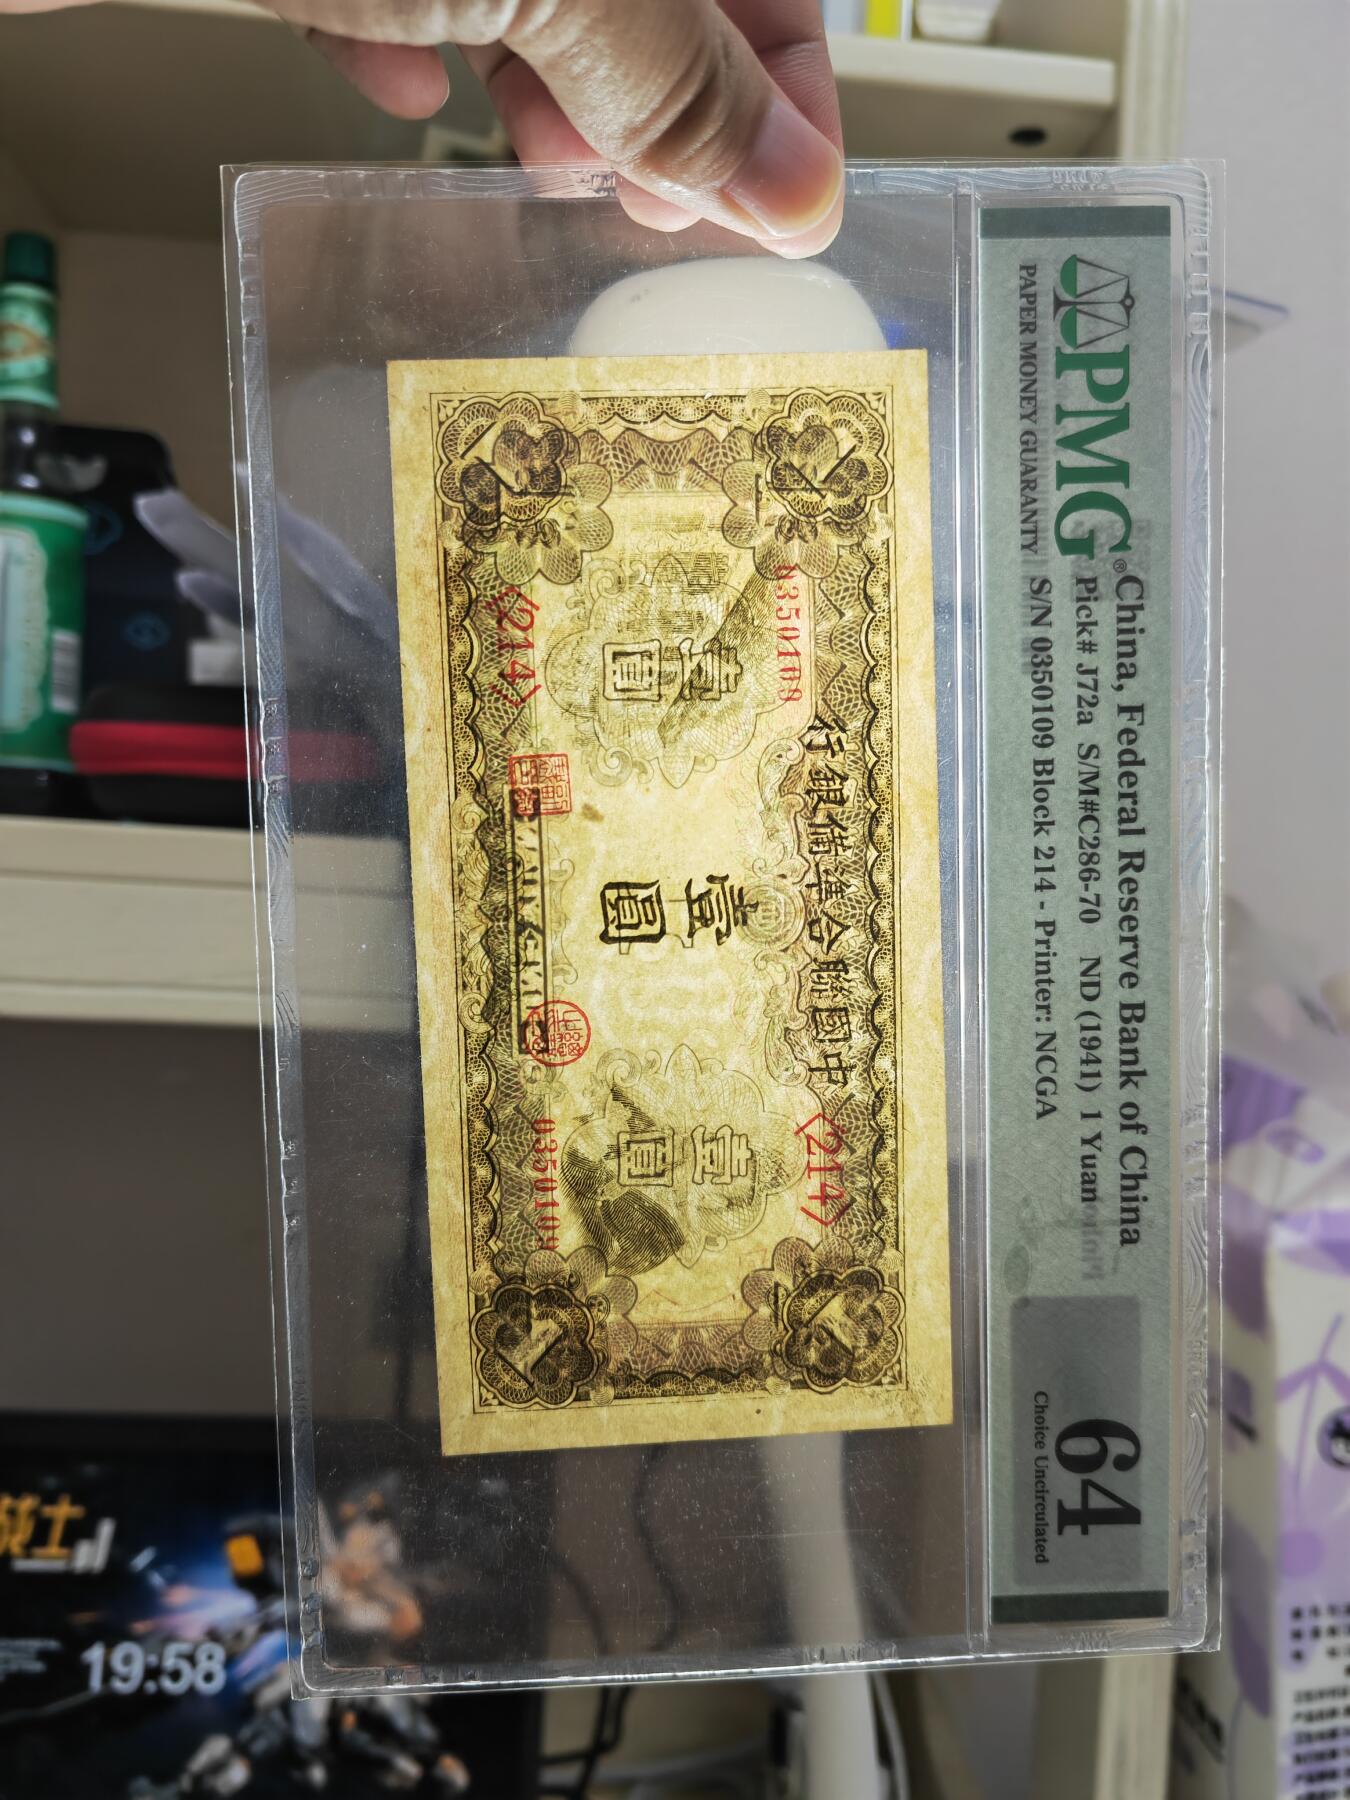 PMG®
PAPER MONEY GUARANTY
China, Federal Reserve Bank of China
Pick# J72a S/M#C286-70 ND (1941) 1 Yuan
S/N 0350109 Block 214 - Printer: NCGA
64
Choice Uncirculated
行銀備準合聯國中
0350109
〈214〉
壹圓
壹圓
壹圓
〈214〉
0350109
战士
19:58